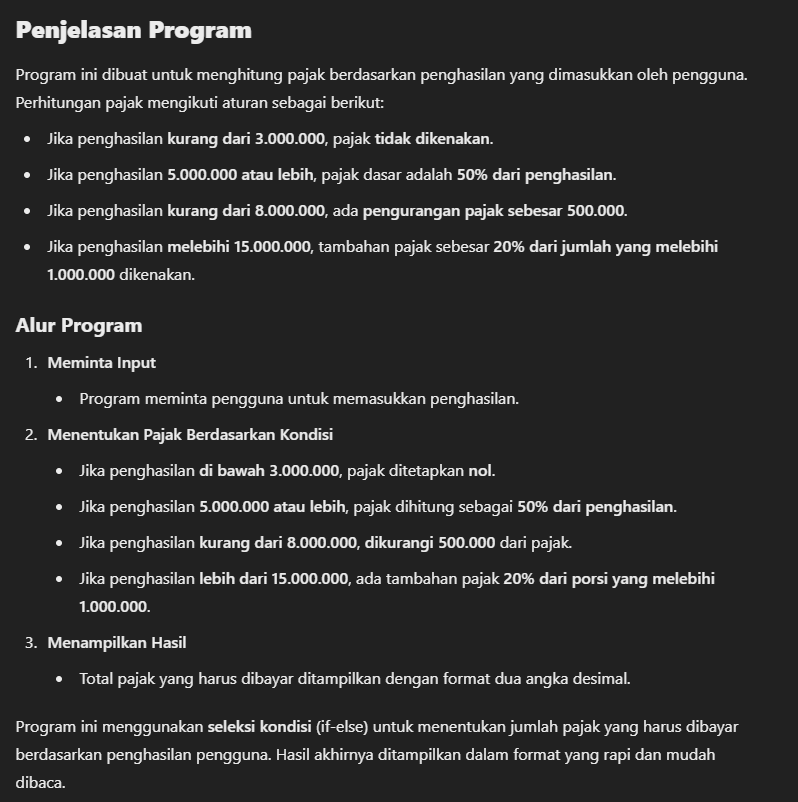 Penjelasan Program
Program ini dibuat untuk menghitung pajak berdasarkan penghasilan yang dimasukkan oleh pengguna.
Perhitungan pajak mengikuti aturan sebagai berikut:
• Jika penghasilan kurang dari 3.000.000, pajak tidak dikenakan.
• Jika penghasilan 5.000.000 atau lebih, pajak dasar adalah 50% dari penghasilan.
• Jika penghasilan kurang dari 8.000.000, ada pengurangan pajak sebesar 500.000.
• Jika penghasilan melebihi 15.000.000, tambahan pajak sebesar 20% dari jumlah yang melebihi
1.000.000 dikenakan.
Alur Program
1. Meminta Input
• Program meminta pengguna untuk memasukkan penghasilan.
2. Menentukan Pajak Berdasarkan Kondisi
• Jika penghasilan di bawah 3.000.000, pajak ditetapkan nol.
• Jika penghasilan 5.000.000 atau lebih, pajak dihitung sebagai 50% dari penghasilan.
• Jika penghasilan kurang dari 8.000.000, dikurangi 500.000 dari pajak.
• Jika penghasilan lebih dari 15.000.000, ada tambahan pajak 20% dari porsi yang melebihi
1.000.000.
3. Menampilkan Hasil
• Total pajak yang harus dibayar ditampilkan dengan format dua angka desimal.
Program ini menggunakan seleksi kondisi (if-else) untuk menentukan jumlah pajak yang harus dibayar
berdasarkan penghasilan pengguna. Hasil akhirnya ditampilkan dalam format yang rapi dan mudah
dibaca.